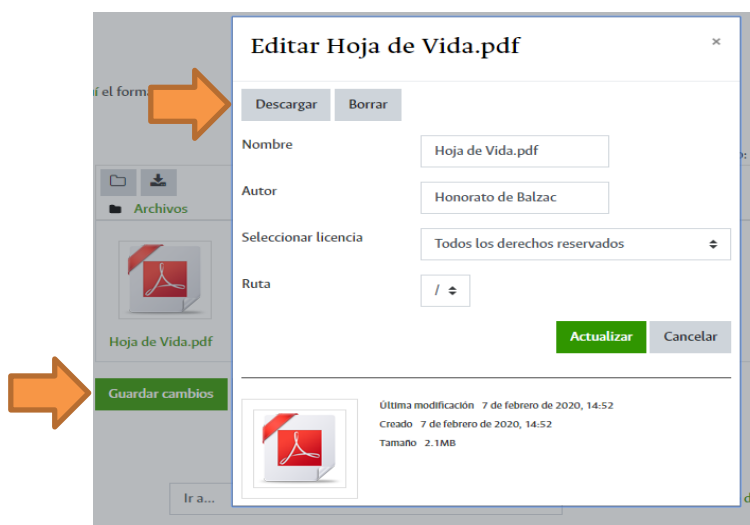 Editar Hoja de Vida.pdf ×
í el form
Descargar Borrar
Nombre Hoja de Vida.pdf
o:
Autor Honorato de Balzac
Archivos
Seleccionar licencia Todos los derechos reservados
Ruta /
Actualizar Cancelar
Hoja de Vida.pdf
Guardar cambios
Última modificación 7 de febrero de 2020, 14:52
Creado 7 de febrero de 2020, 14:52
Tamaño 2.1MB
Ir a...
d